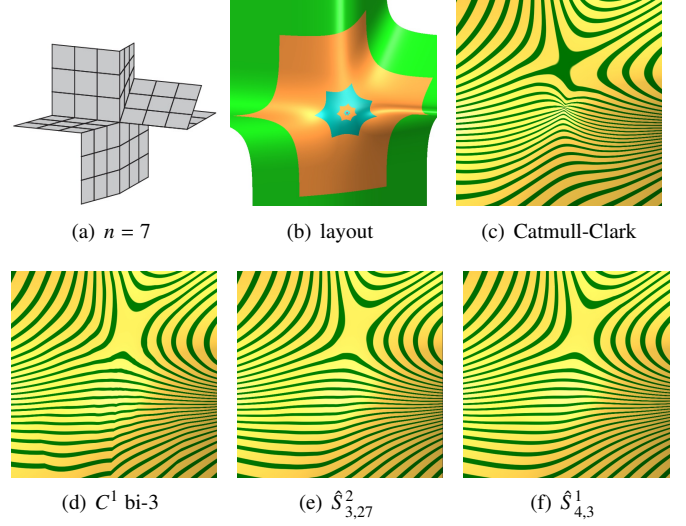 (a) n = 7
(b) layout
(c) Catmull-Clark
(d) C¹ bi-3
(e) Ŝ²₃,₂₇
(f) Ŝ¹₄,₃